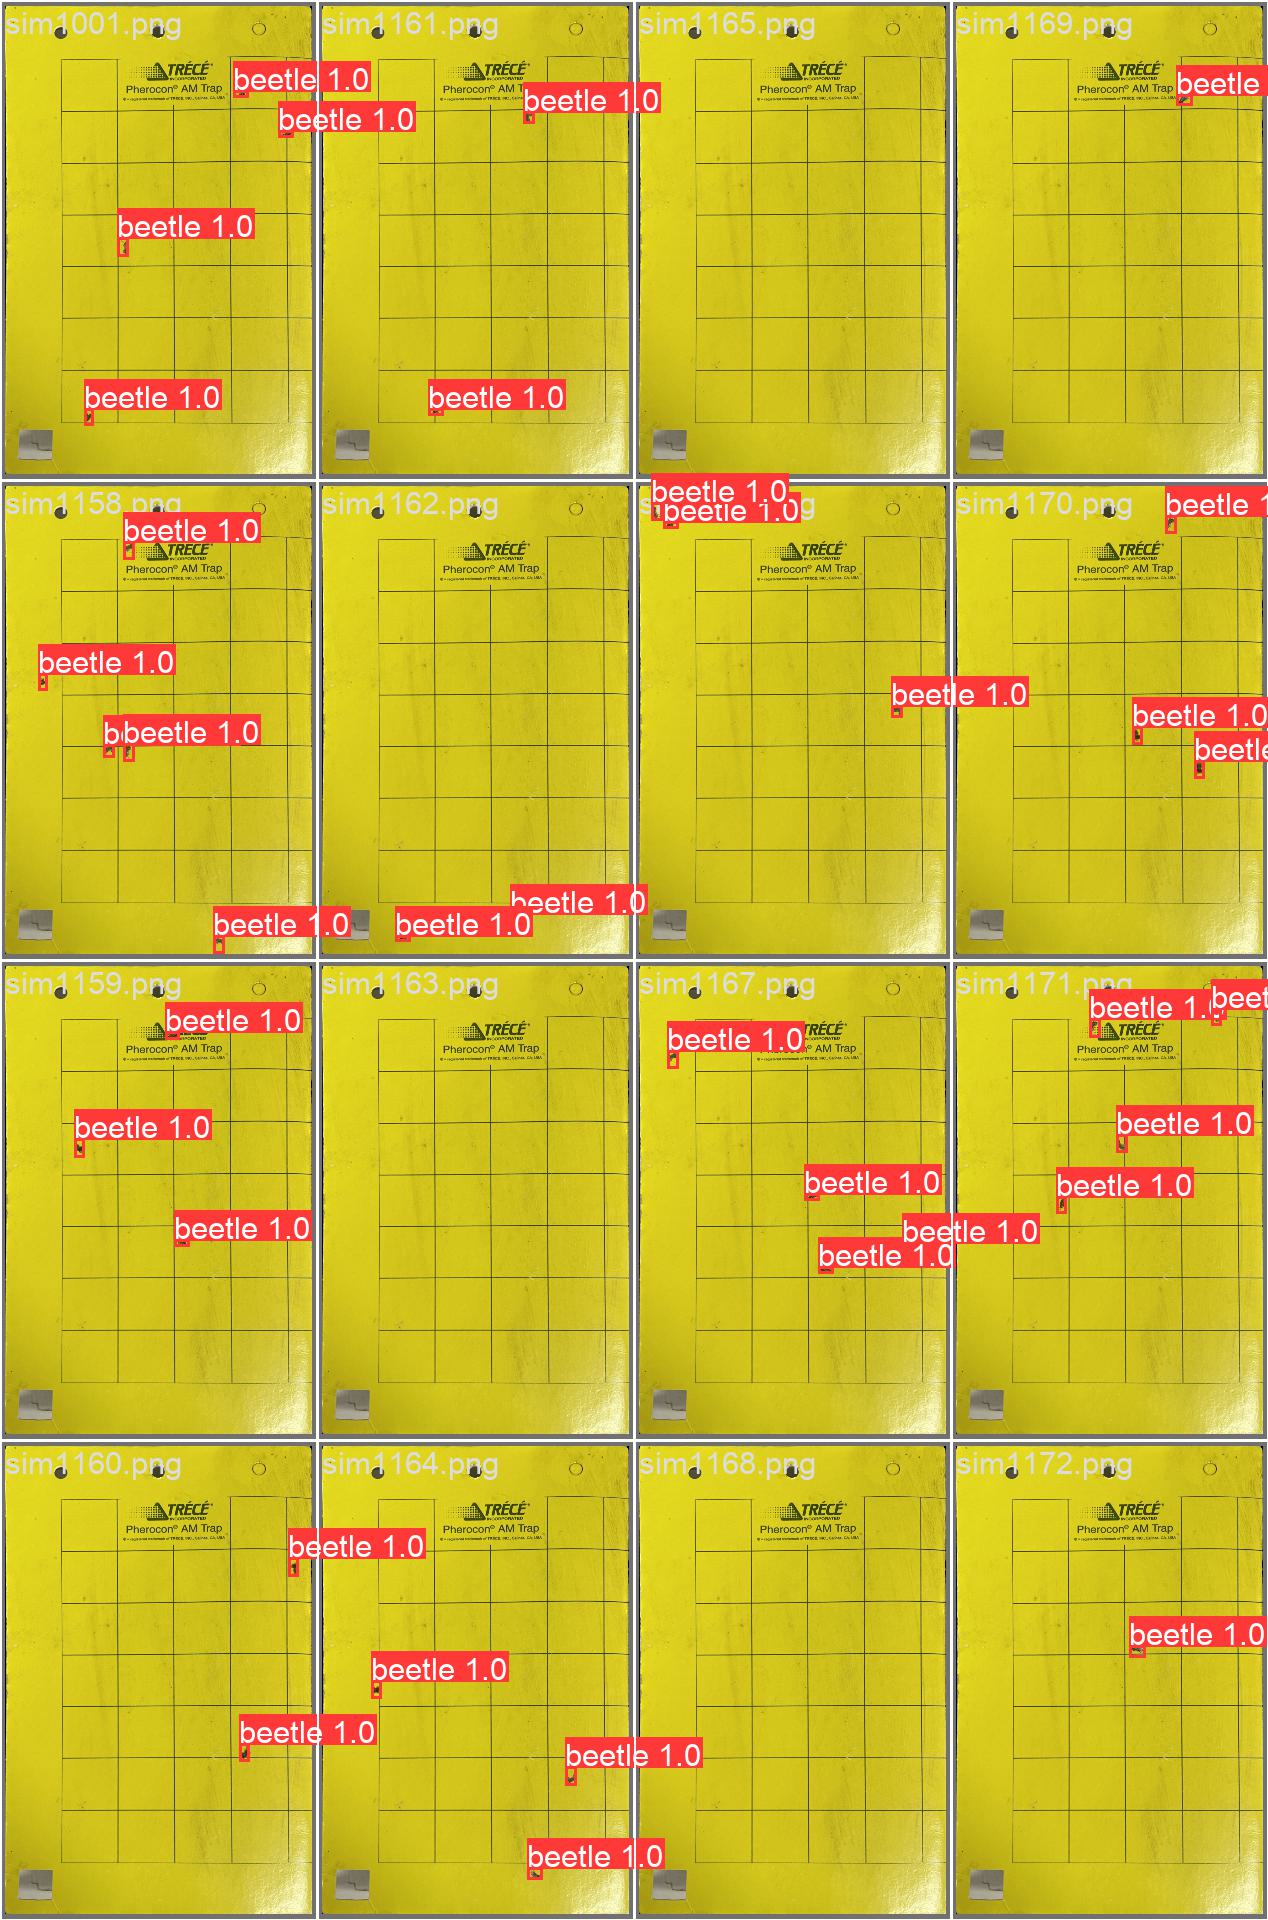 sim1001.png
TRÉCÉ
INCORPORATED
Pherocon® AM Trap
beetle 1.0
beetle 1.0
beetle 1.0
beetle 1.0
sim1161.png
TRÉCÉ
INCORPORATED
Pherocon® AM T
beetle 1.0
beetle 1.0
sim1165.png
TRÉCÉ
INCORPORATED
Pherocon® AM Trap
sim1169.png
TRÉCÉ
INCORPORATED
Pherocon® AM Trap
beetle
sim1158.png
beetle 1.0
TRÉCÉ
INCORPORATED
Pherocon® AM Trap
beetle 1.0
beetle 1.0
beetle 1.0
sim1162.png
TRÉCÉ
INCORPORATED
Pherocon® AM Trap
beetle 1.0
beetle 1.0
beetle 1.0
beetle 1.0
TRÉCÉ
INCORPORATED
Pherocon® AM Trap
beetle 1.0
sim1170.png
beetle 1
TRÉCÉ
INCORPORATED
Pherocon® AM Trap
beetle 1.0
beetle
sim1159.png
beetle 1.0
TRÉCÉ
INCORPORATED
Pherocon® AM Trap
beetle 1.0
beetle 1.0
sim1163.png
TRÉCÉ
INCORPORATED
Pherocon® AM Trap
sim1167.png
beetle 1.0
TRÉCÉ
INCORPORATED
Pherocon® AM Trap
beetle 1.0
beetle 1.0
beetle 1.0
sim1171.png
beetle 1.0
beet
TRÉCÉ
INCORPORATED
Pherocon® AM Trap
beetle 1.0
beetle 1.0
sim1160.png
TRÉCÉ
INCORPORATED
Pherocon® AM Trap
beetle 1.0
beetle 1.0
sim1164.png
TRÉCÉ
INCORPORATED
Pherocon® AM Trap
beetle 1.0
beetle 1.0
beetle 1.0
sim1168.png
TRÉCÉ
INCORPORATED
Pherocon® AM Trap
sim1172.png
TRÉCÉ
INCORPORATED
Pherocon® AM Trap
beetle 1.0